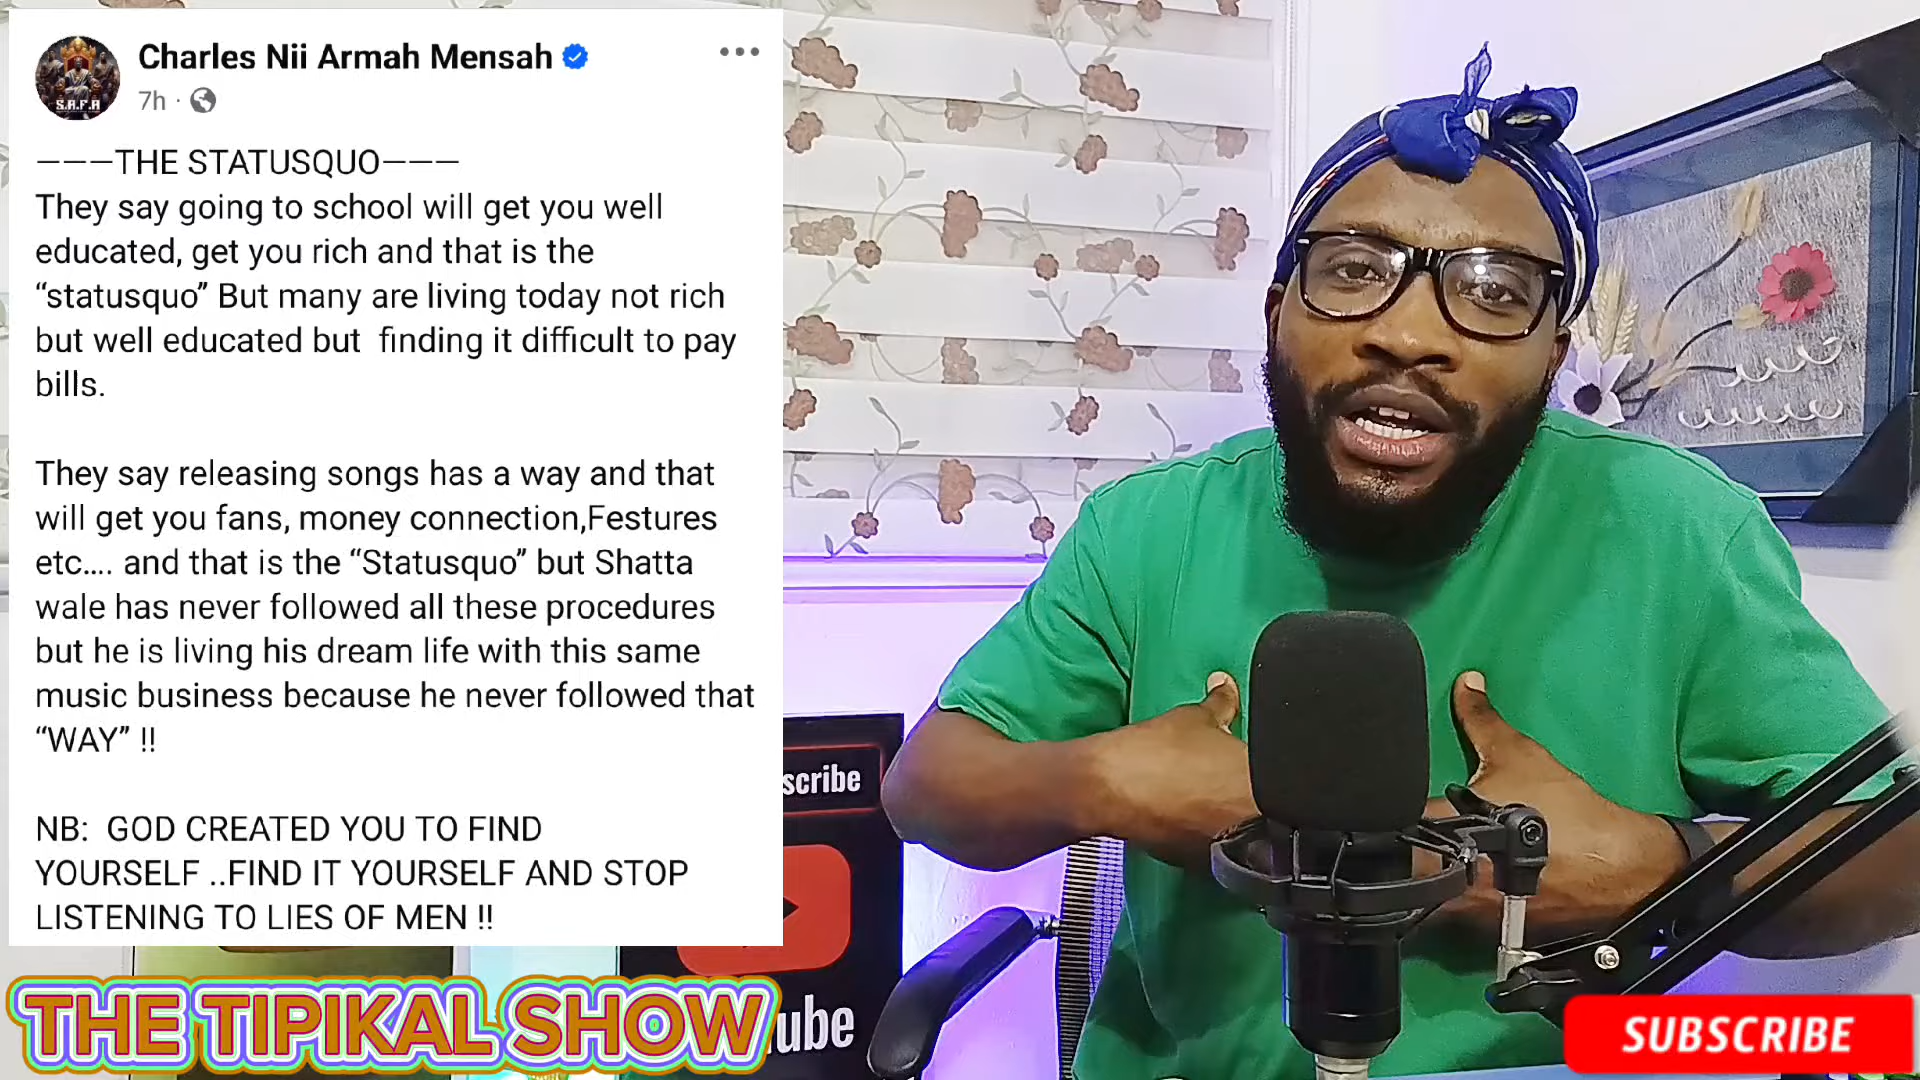 Charles Nii Armah Mensah
7h ·
S.A.F.A
———THE STATUSQUO———
They say going to school will get you well
educated, get you rich and that is the
“statusquo” But many are living today not rich
but well educated but  finding it difficult to pay
bills.
They say releasing songs has a way and that
will get you fans, money connection,Festures
etc.... and that is the “Statusquo” but Shatta
wale has never followed all these procedures
but he is living his dream life with this same
music business because he never followed that
“WAY” !!
NB:  GOD CREATED YOU TO FIND
YOURSELF ..FIND IT YOURSELF AND STOP
LISTENING TO LIES OF MEN !!
scribe
ube
THE TIPIKAL SHOW
SUBSCRIBE